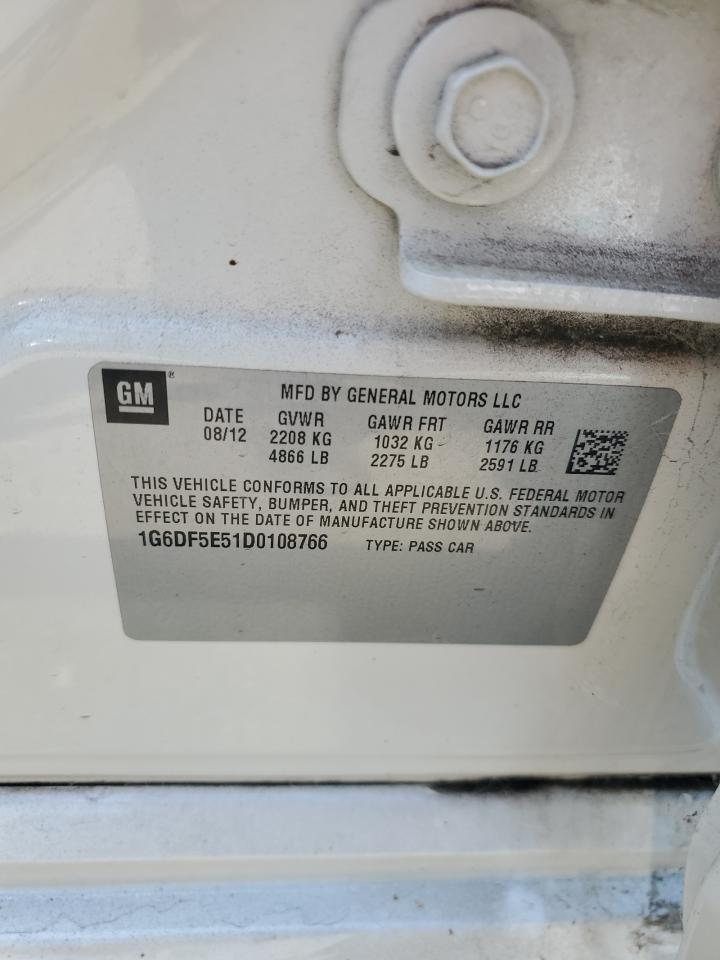 GM®
MFD BY GENERAL MOTORS LLC
DATE GVWR GAWR FRT GAWR RR
08/12 2208 KG 1032 KG 1176 KG
4866 LB 2275 LB 2591 LB
THIS VEHICLE CONFORMS TO ALL APPLICABLE U.S. FEDERAL MOTOR
VEHICLE SAFETY, BUMPER, AND THEFT PREVENTION STANDARDS IN
EFFECT ON THE DATE OF MANUFACTURE SHOWN ABOVE.
1G6DF5E51D0108766 TYPE: PASS CAR